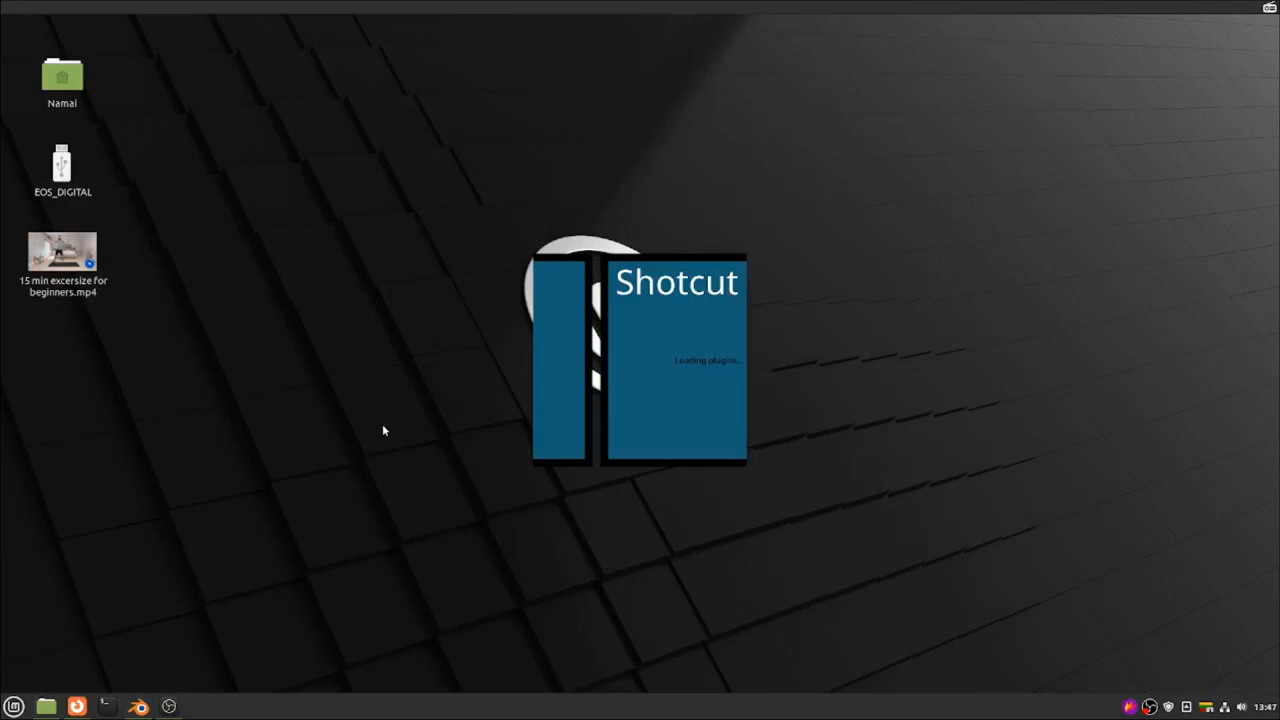 Namai
EOS_DIGITAL
15 min excersize for
beginners.mp4
Shotcut
Loading plugins...
13:47